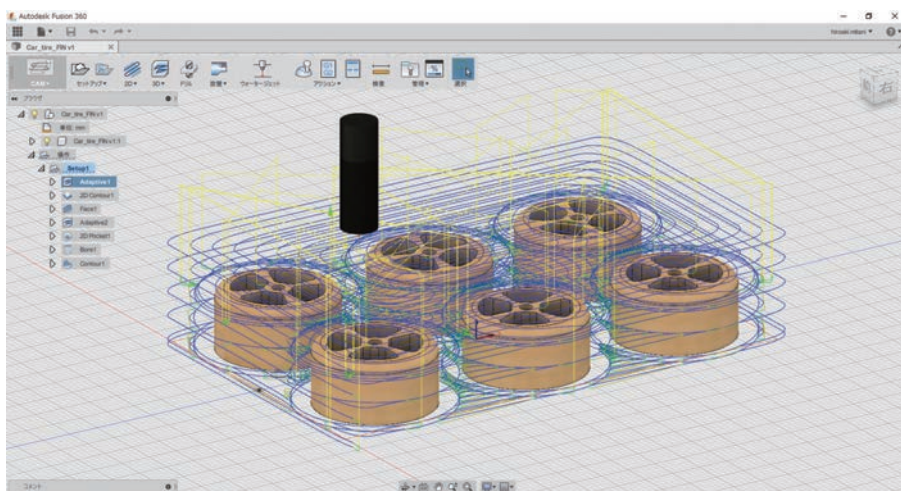 Autodesk Fusion 360
Car_tire_FIN v1
CAM
セットアップ 2D 3D ドリル 旋盤 ウォータージェット アクション 検査 管理 選択
ブラウザ
Car_tire_FIN v1
単位: mm
Car_tire_FIN v1:1
操作
Setup1
Adaptive1
2D Contour1
Face1
Adaptive2
2D Pocket1
Bore1
Contour1
右
コメント